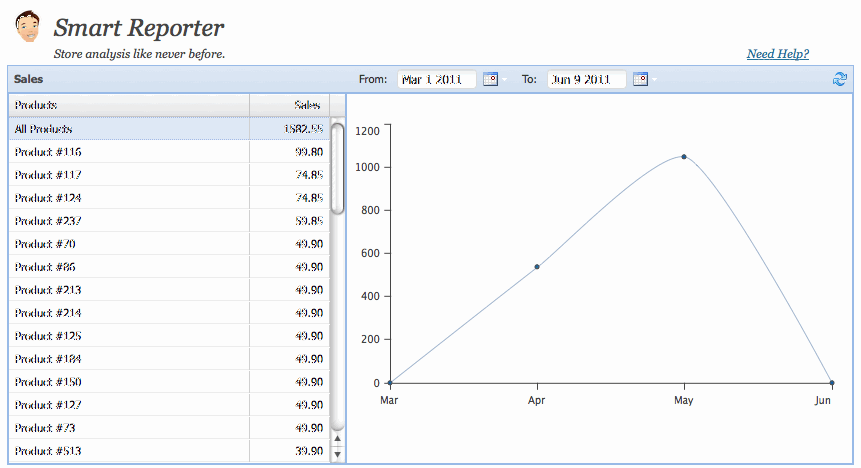 Smart Reporter
Store analysis like never before.
Need Help?
Sales From: Mar 1 2011 To: Jun 9 2011
Products Sales
All Products 1582.55
Product #116 99.80
Product #117 74.85
Product #124 74.85
Product #237 59.85
Product #70 49.90
Product #86 49.90
Product #213 49.90
Product #214 49.90
Product #125 49.90
Product #184 49.90
Product #150 49.90
Product #127 49.90
Product #73 49.90
Product #513 39.90
1200
1000
800
600
400
200
0
Mar Apr May Jun